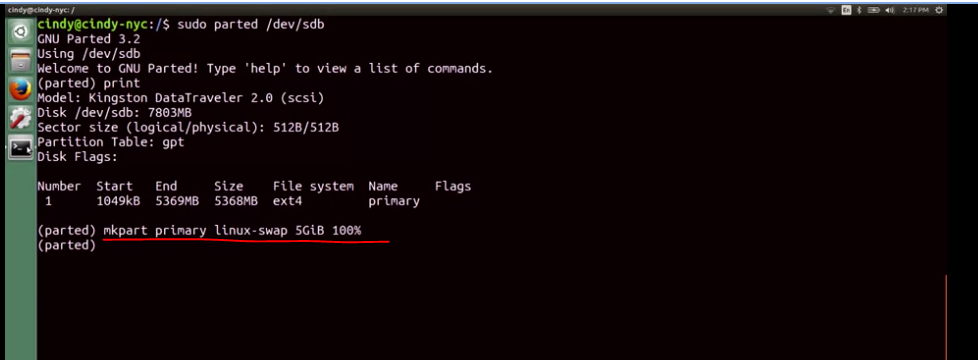 cindy@cindy-nyc: /
En 2:17 PM
cindy@cindy-nyc:/$ sudo parted /dev/sdb
GNU Parted 3.2
Using /dev/sdb
Welcome to GNU Parted! Type 'help' to view a list of commands.
(parted) print
Model: Kingston DataTraveler 2.0 (scsi)
Disk /dev/sdb: 7803MB
Sector size (logical/physical): 512B/512B
Partition Table: gpt
Disk Flags:
Number Start End Size File system Name Flags
1 1049kB 5369MB 5368MB ext4 primary
(parted) mkpart primary linux-swap 5GiB 100%
(parted)